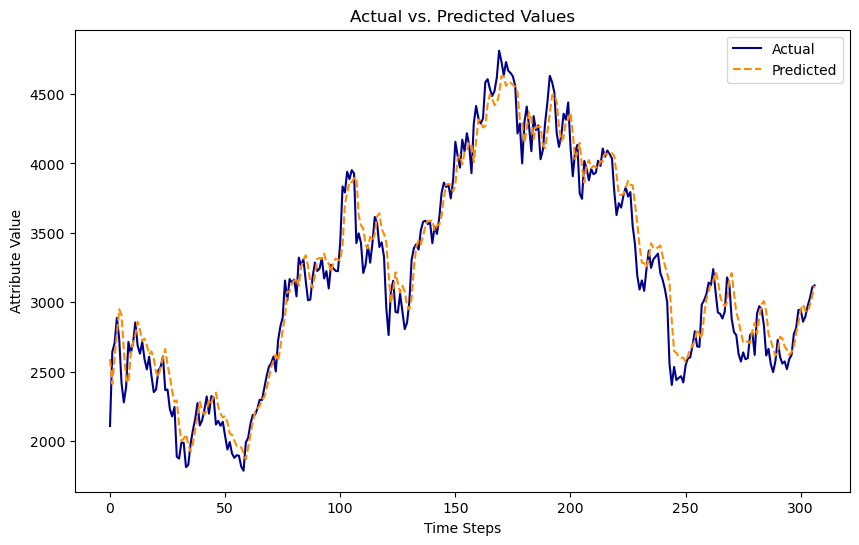 Actual vs. Predicted Values
Actual
Predicted
4500
4000
3500
3000
2500
2000
Attribute Value
0
50
100
150
200
250
300
Time Steps